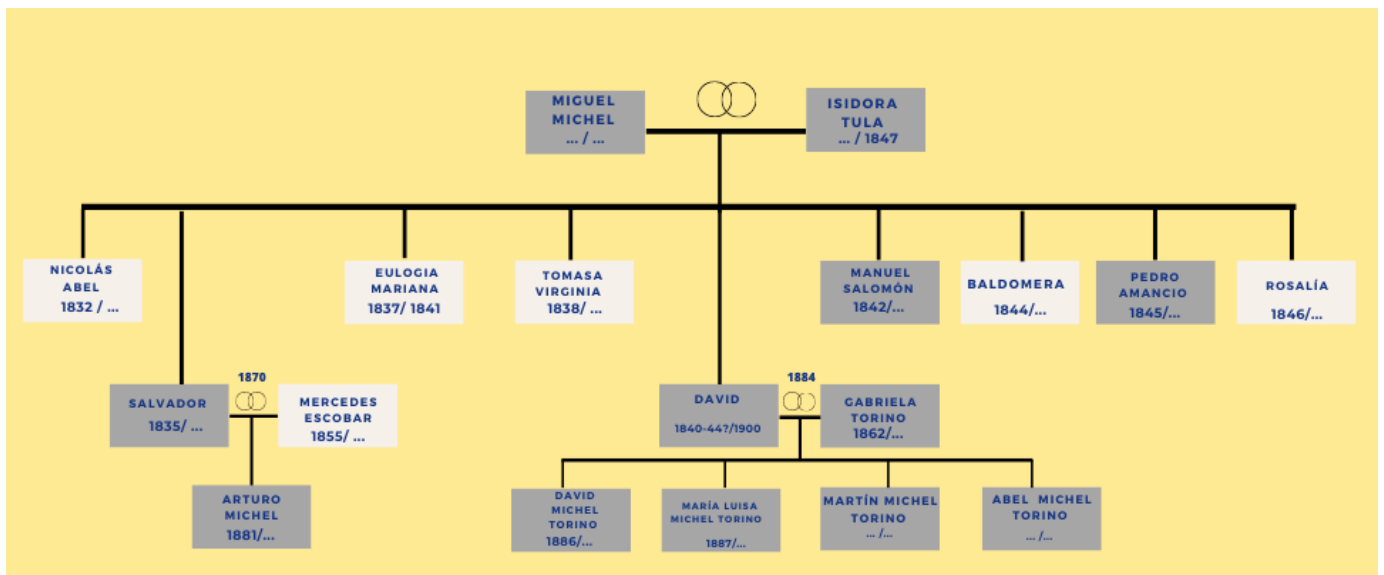 MIGUEL
MICHEL
... / ...
ISIDORA
TULA
... / 1847
NICOLÁS
ABEL
1832 / ...
EULOGIA
MARIANA
1837/ 1841
TOMASA
VIRGINIA
1838/ ...
MANUEL
SALOMÓN
1842/...
BALDOMERA
1844/...
PEDRO
AMANCIO
1845/...
ROSALÍA
1846/...
SALVADOR
1835/ ...
1870
MERCEDES
ESCOBAR
1855/ ...
DAVID
1840-44?/1900
1884
GABRIELA
TORINO
1862/...
ARTURO
MICHEL
1881/...
DAVID
MICHEL
TORINO
1886/...
MARÍA LUISA
MICHEL TORINO
1887/...
MARTÍN MICHEL
TORINO
... /...
ABEL MICHEL
TORINO
... /...